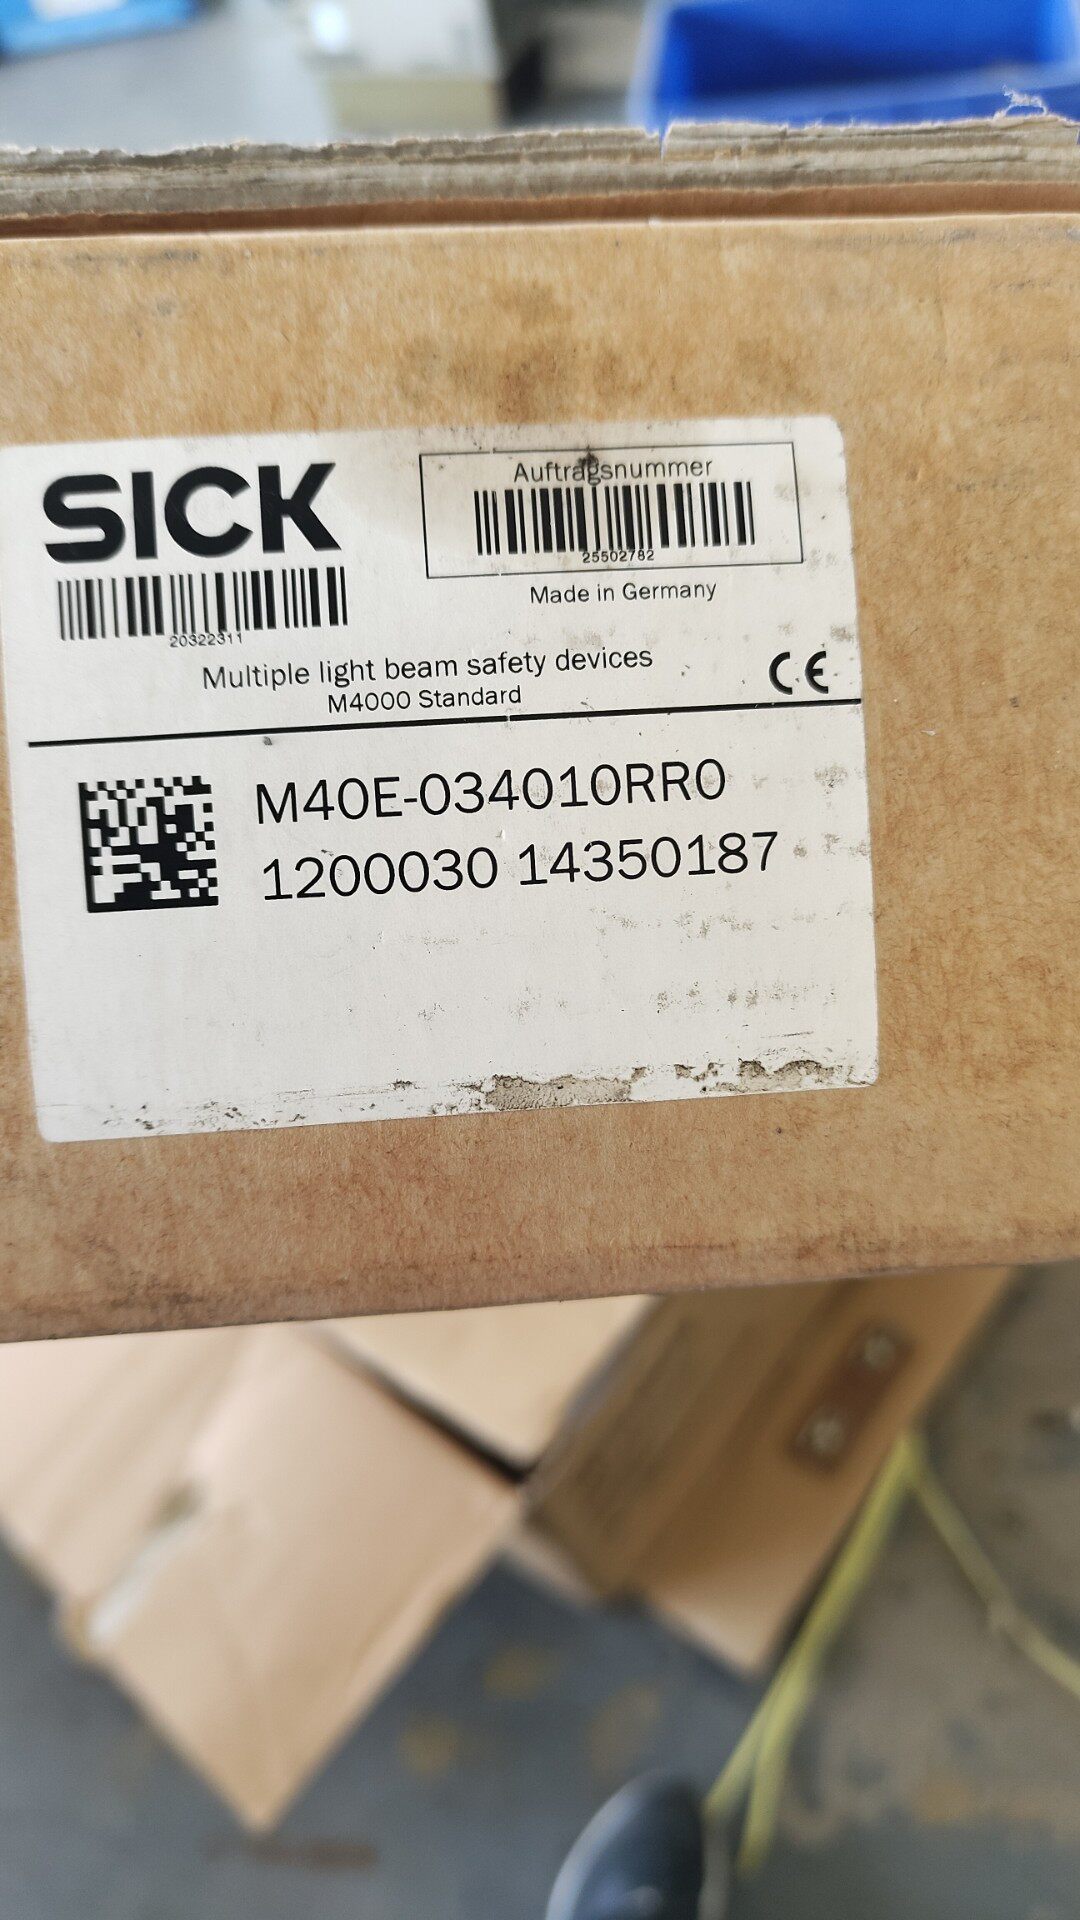 SICK
Auftragsnummer
25502782
Made in Germany
20322311
Multiple light beam safety devices
M4000 Standard
CE
M40E-034010RR0
1200030 14350187